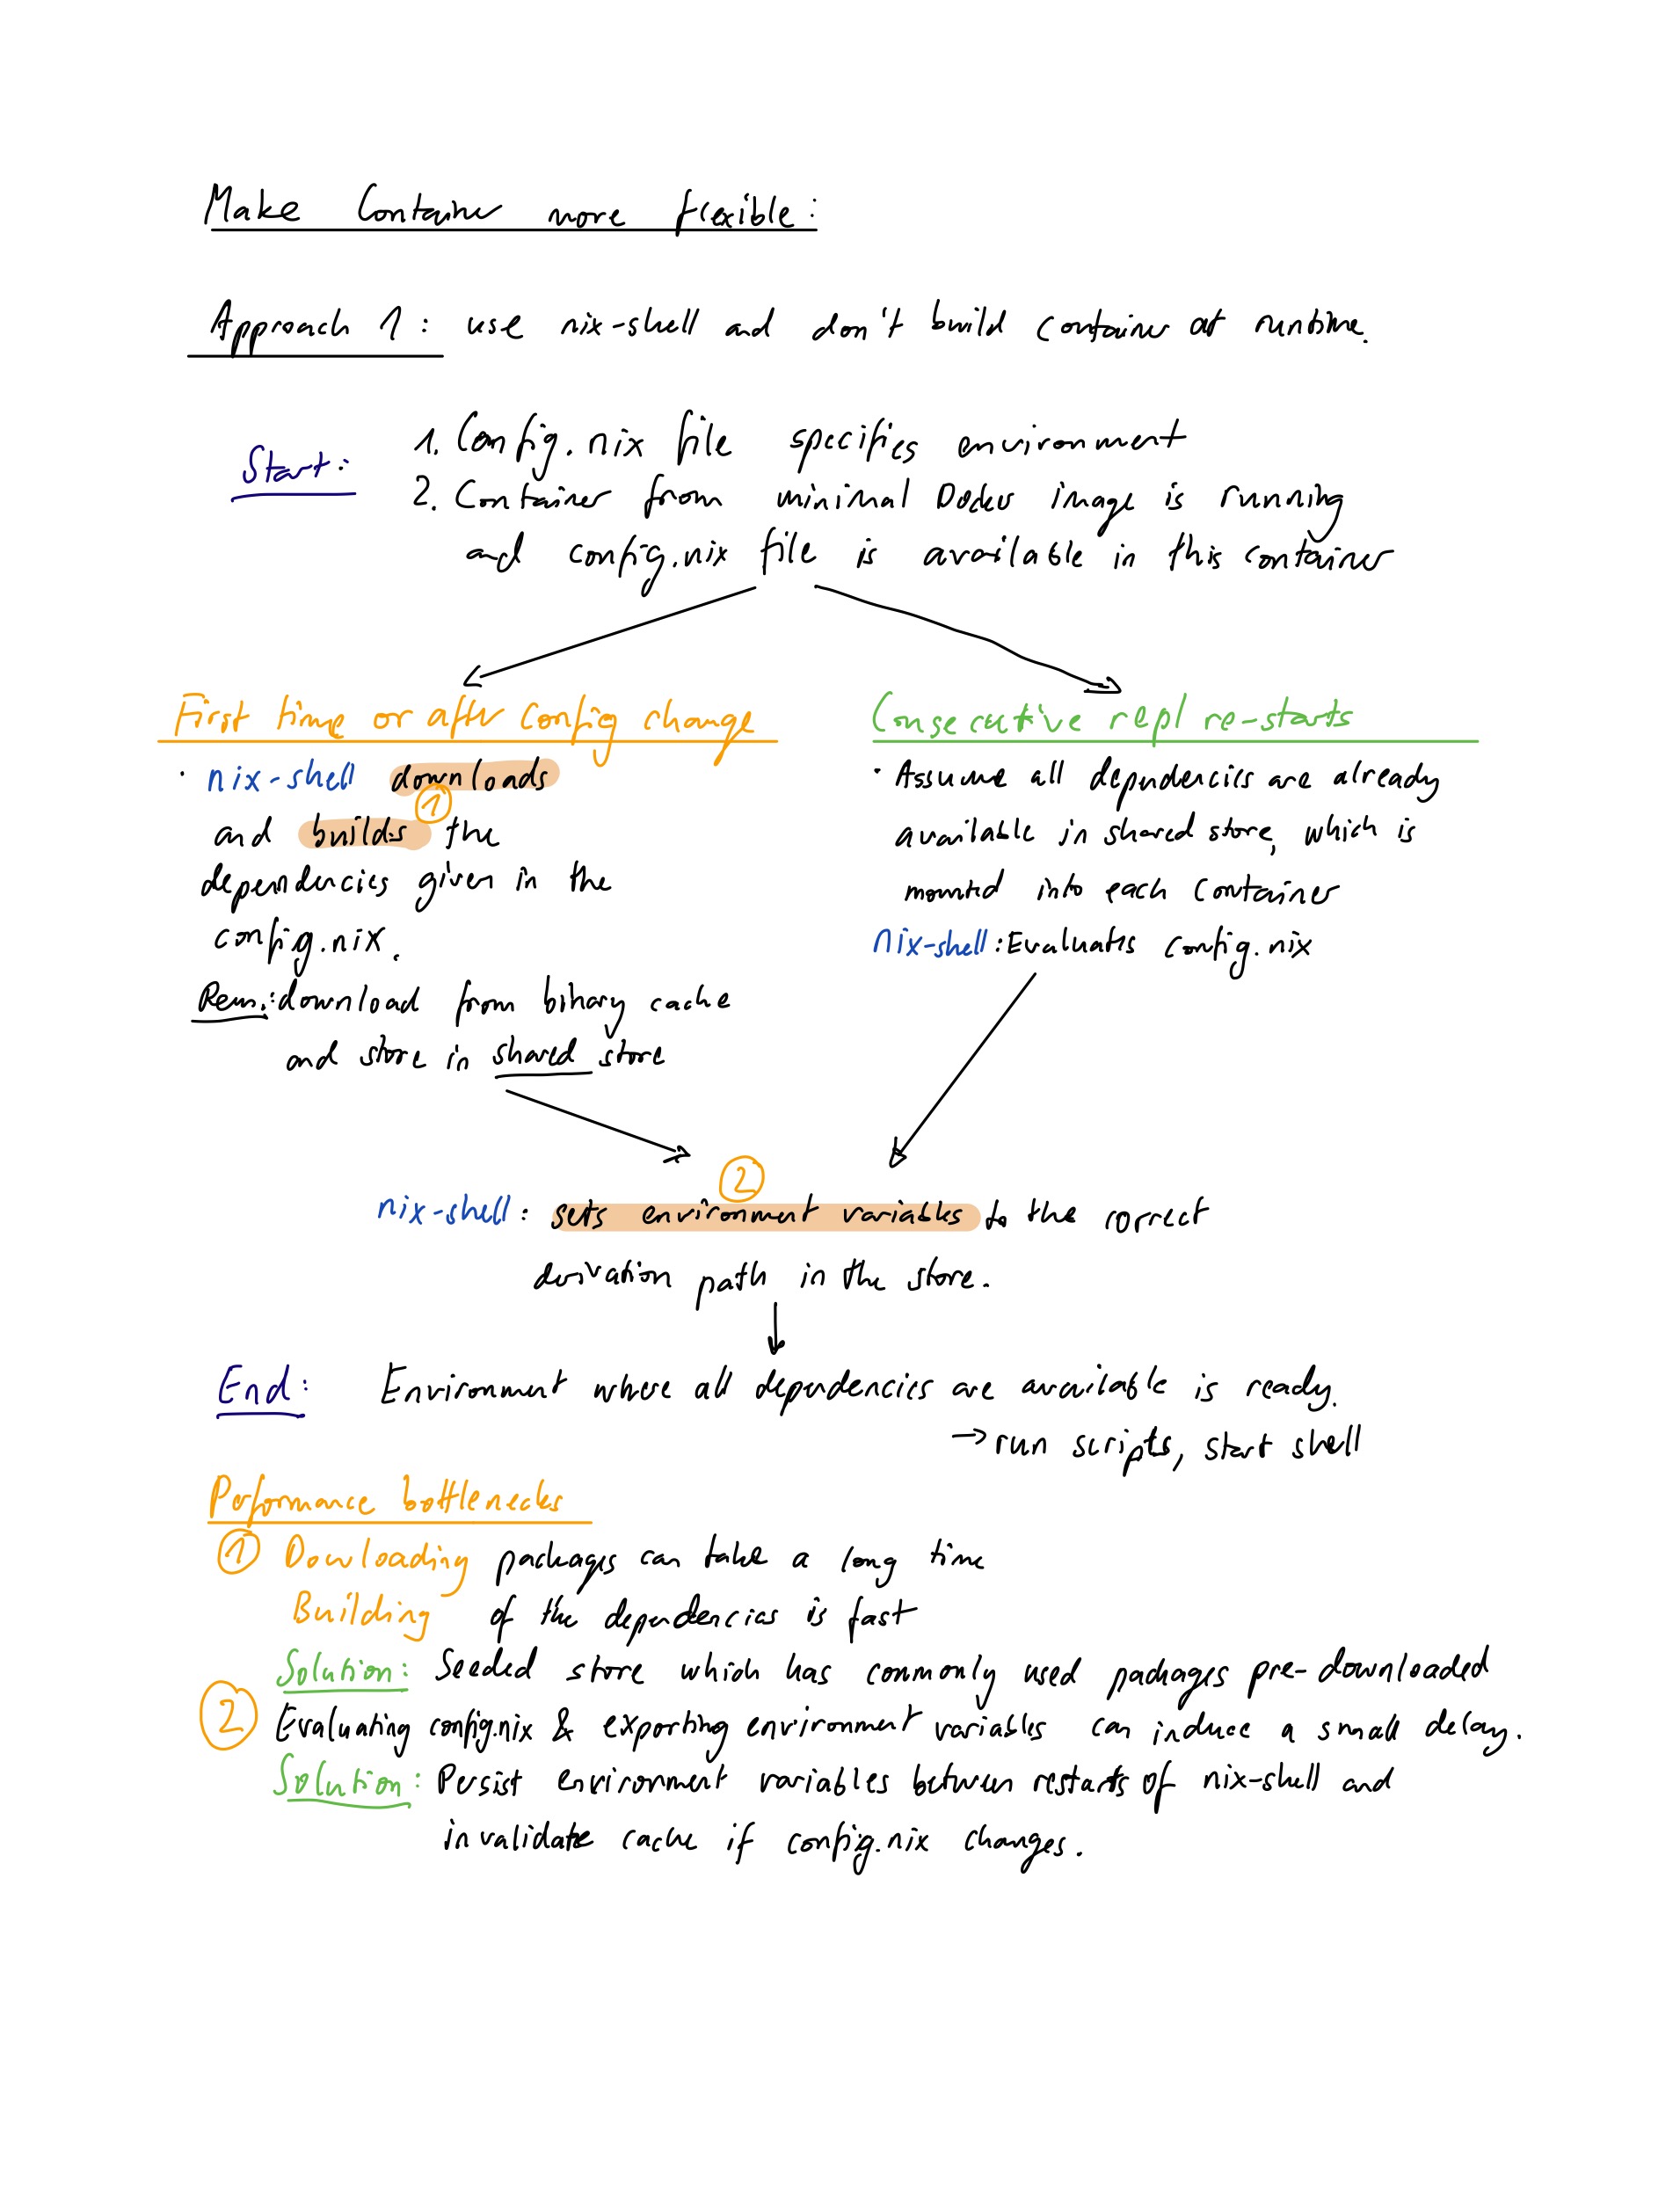 Make Container more flexible:
Approach 1: use nix-shell and don't build container at runtime.
Start:
1. Config.nix file specifies environment
2. Container from minimal Docker image is running
and config.nix file is available in this container
First time or after config change
· nix-shell downloads
1
and builds the
dependencies given in the
config.nix.
Rem.: download from binary cache
and store in shared store
Consecutive repl re-starts
· Assume all dependencies are already
available in shared store, which is
mounted into each container
Nix-shell: Evaluates config.nix
2
nix-shell: sets environment variables to the correct
derivation path in the store.
End: Environment where all dependencies are available is ready.
→ run scripts, start shell
Performance bottlenecks
1 Dowloading packages can take a long time
Building of the dependencies is fast
Solution: Seeded store which has commonly used packages pre-downloaded
2 Evaluating config.nix & exporting environment variables can induce a small delay.
Solution: Persist environment variables between restarts of nix-shell and
invalidate cache if config.nix changes.